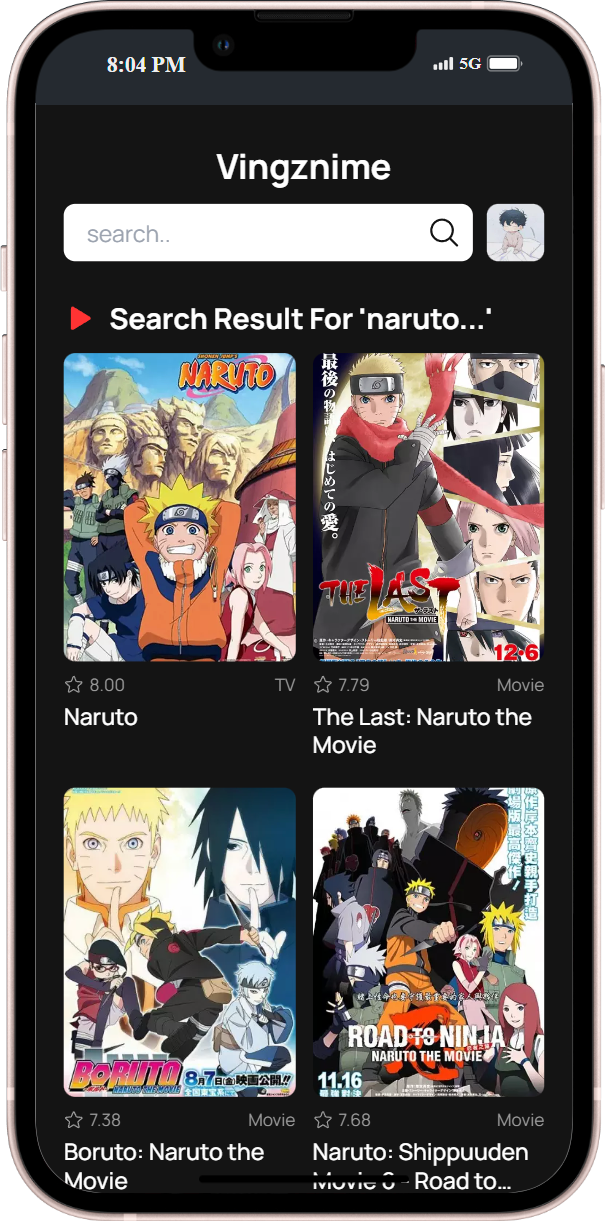 8:04 PM
5G
Vingznime
search..
Search Result For 'naruto...'
NARUTO
最後の物語、はじめての愛。
THE LAST
ザ・ラスト
NARUTO THE MOVIE
12・6
8.00
TV
7.79
Movie
Naruto
The Last: Naruto the
Movie
BORUTO
NARUTO THE MOVIE
8月7日(金)映画公開!!
ROAD TO NINJA
NARUTO THE MOVIE
11.16
7.38
Movie
7.68
Movie
Boruto: Naruto the
Movie
Naruto: Shippuuden
Movie 6 - Road to...